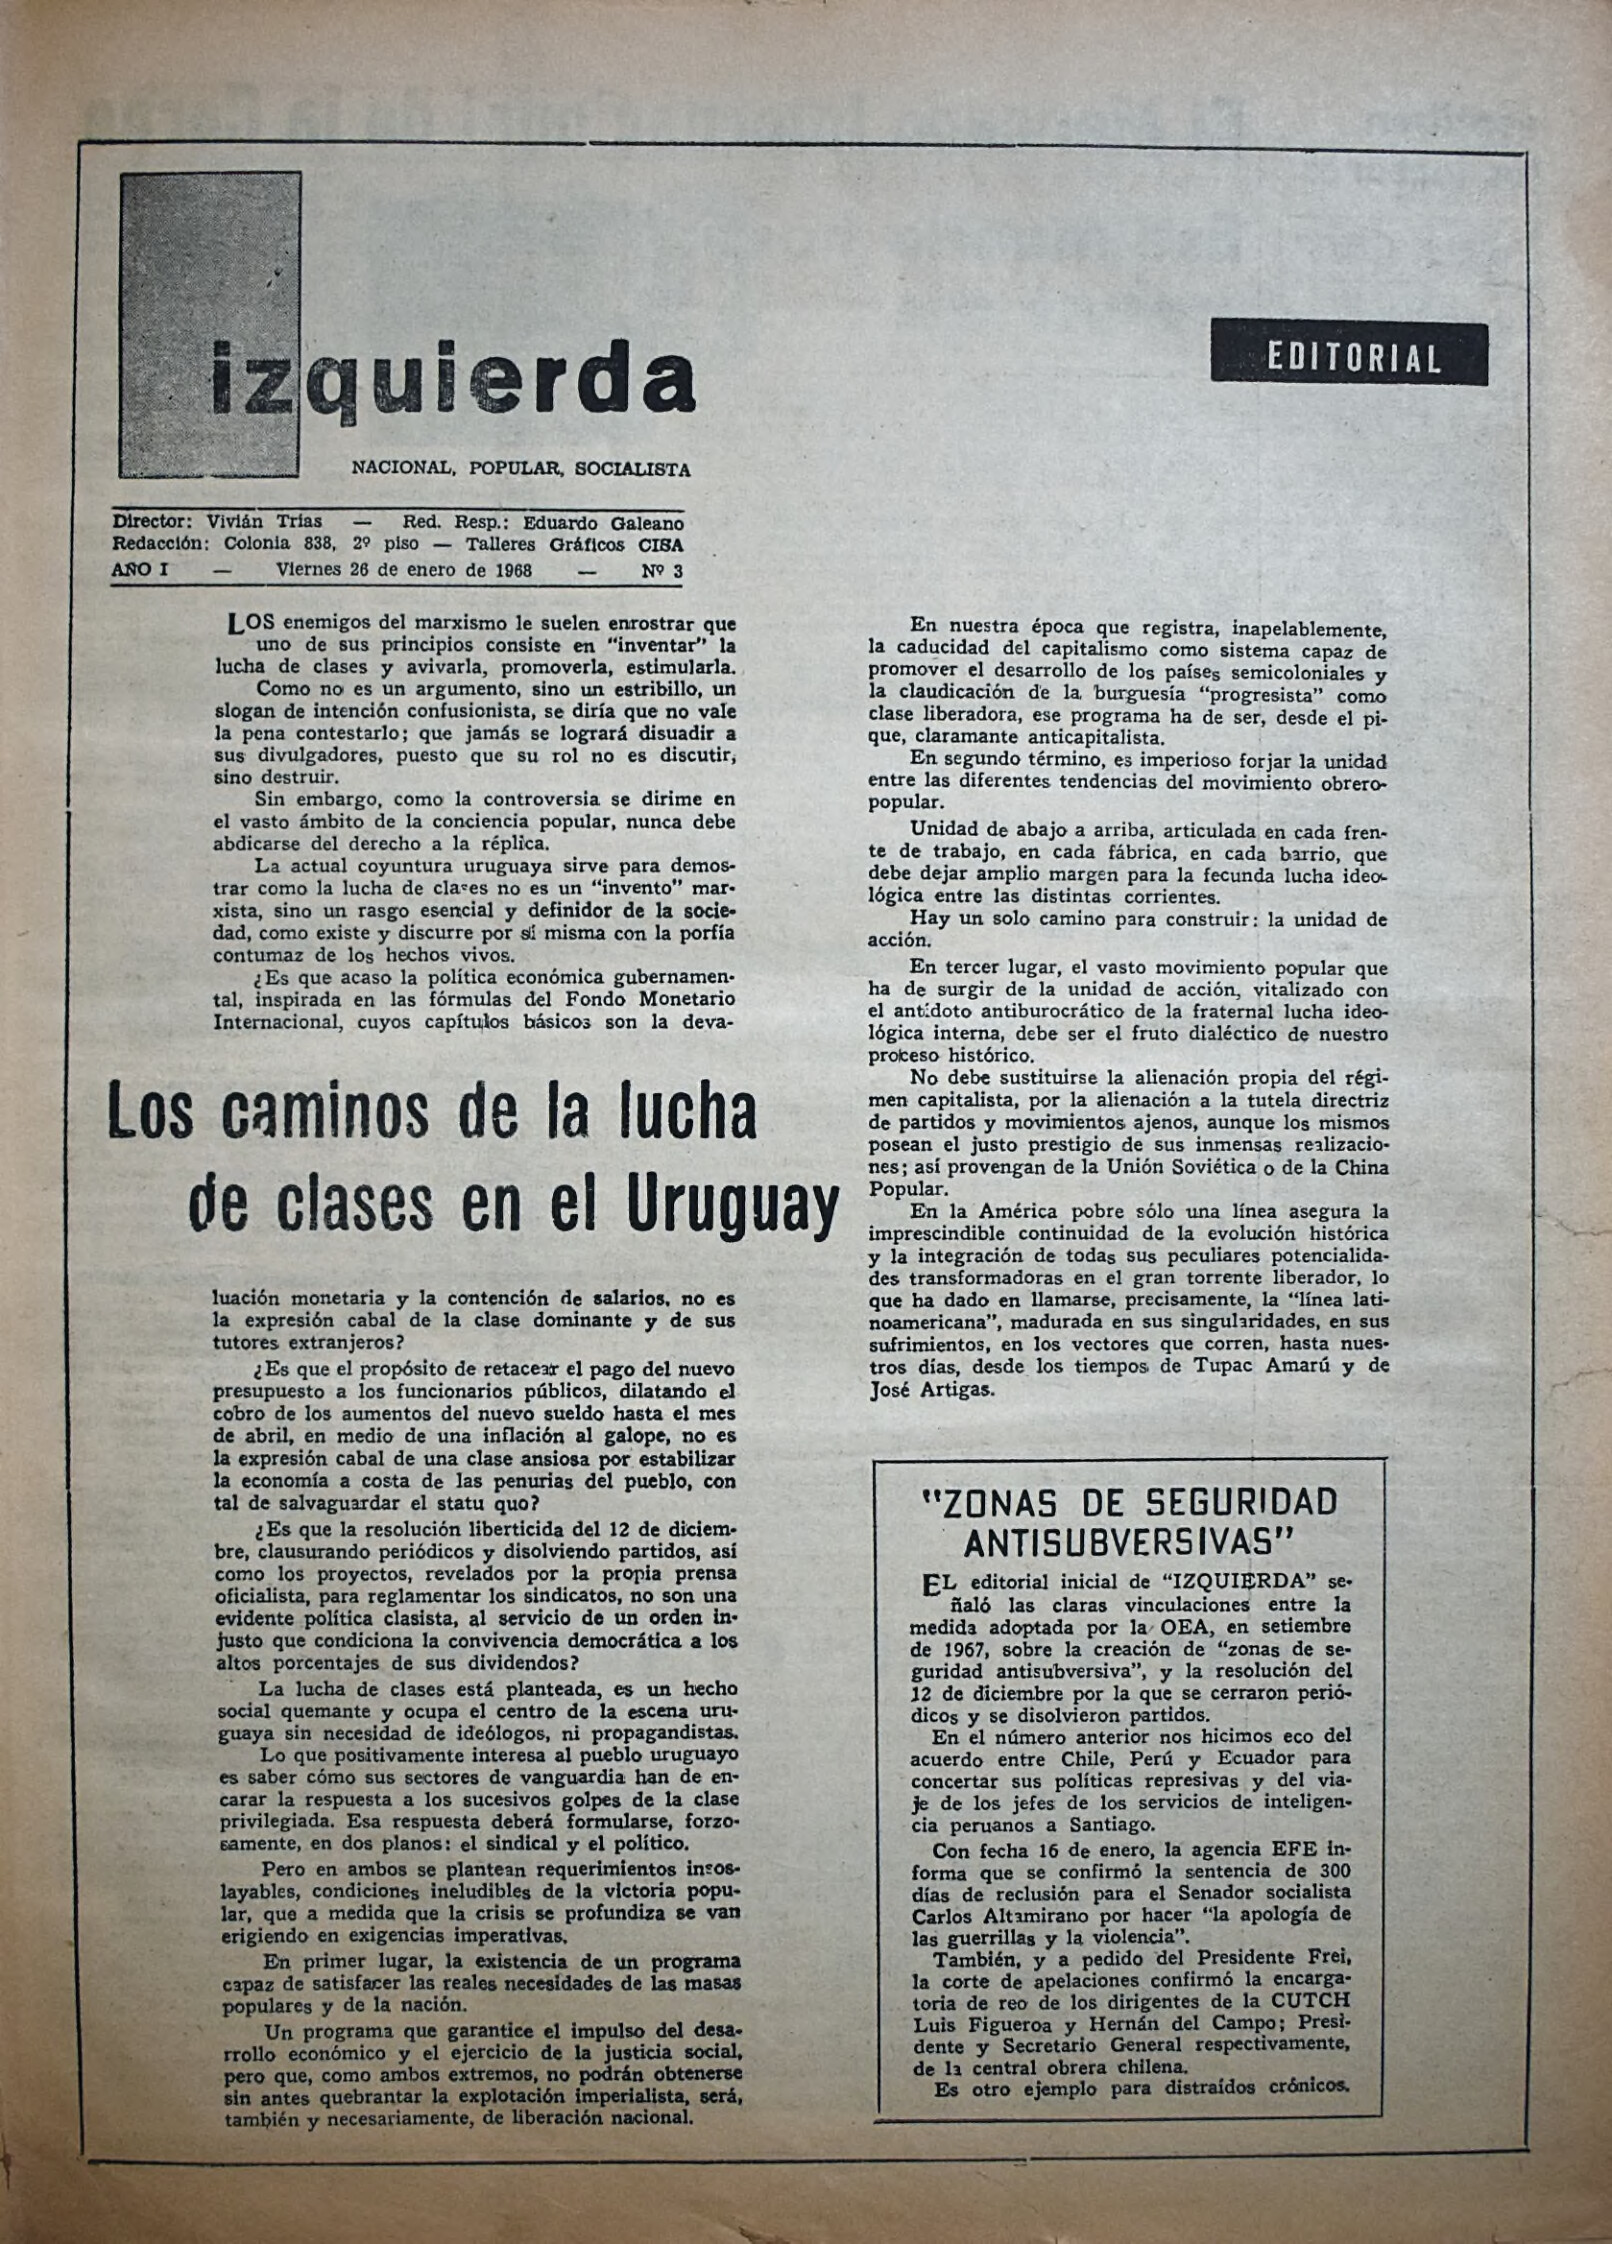 izquierda
NACIONAL, POPULAR, SOCIALISTA
EDITORIAL
Director: Vivián Trías — Red. Resp.: Eduardo Galeano
Redacción: Colonia 838, 2º piso — Talleres Gráficos CISA
AÑO I — Viernes 26 de enero de 1968 — Nº 3
LOS enemigos del marxismo le suelen enrostrar que
uno de sus principios consiste en "inventar" la
lucha de clases y avivarla, promoverla, estimularla.
Como no es un argumento, sino un estribillo, un
slogan de intención confusionista, se diría que no vale
la pena contestarlo; que jamás se logrará disuadir a
sus divulgadores, puesto que su rol no es discutir,
sino destruir.
Sin embargo, como la controversia se dirime en
el vasto ámbito de la conciencia popular, nunca debe
abdicarse del derecho a la réplica.
La actual coyuntura uruguaya sirve para demos-
trar como la lucha de clases no es un "invento" mar-
xista, sino un rasgo esencial y definidor de la socie-
dad, como existe y discurre por sí misma con la porfía
contumaz de los hechos vivos.
¿Es que acaso la política económica gubernamen-
tal, inspirada en las fórmulas del Fondo Monetario
Internacional, cuyos capítulos básicos son la deva-
Los caminos de la lucha
de clases en el Uruguay
luación monetaria y la contención de salarios, no es
la expresión cabal de la clase dominante y de sus
tutores extranjeros?
¿Es que el propósito de retacear el pago del nuevo
presupuesto a los funcionarios públicos, dilatando el
cobro de los aumentos del nuevo sueldo hasta el mes
de abril, en medio de una inflación al galope, no es
la expresión cabal de una clase ansiosa por estabilizar
la economía a costa de las penurias del pueblo, con
tal de salvaguardar el statu quo?
¿Es que la resolución liberticida del 12 de diciem-
bre, clausurando periódicos y disolviendo partidos, así
como los proyectos, revelados por la propia prensa
oficialista, para reglamentar los sindicatos, no son una
evidente política clasista, al servicio de un orden in-
justo que condiciona la convivencia democrática a los
altos porcentajes de sus dividendos?
La lucha de clases está planteada, es un hecho
social quemante y ocupa el centro de la escena uru-
guaya sin necesidad de ideólogos, ni propagandistas.
Lo que positivamente interesa al pueblo uruguayo
es saber cómo sus sectores de vanguardia han de en-
carar la respuesta a los sucesivos golpes de la clase
privilegiada. Esa respuesta deberá formularse, forzo-
samente, en dos planos: el sindical y el político.
Pero en ambos se plantean requerimientos insos-
layables, condiciones ineludibles de la victoria popu-
lar, que a medida que la crisis se profundiza se van
erigiendo en exigencias imperativas.
En primer lugar, la existencia de un programa
capaz de satisfacer las reales necesidades de las masas
populares y de la nación.
Un programa que garantice el impulso del desa-
rrollo económico y el ejercicio de la justicia social,
pero que, como ambos extremos, no podrán obtenerse
sin antes quebrantar la explotación imperialista, será,
también y necesariamente, de liberación nacional.
En nuestra época que registra, inapelablemente,
la caducidad del capitalismo como sistema capaz de
promover el desarrollo de los países semicoloniales y
la claudicación de la burguesía "progresista" como
clase liberadora, ese programa ha de ser, desde el pi-
que, claramante anticapitalista.
En segundo término, es imperioso forjar la unidad
entre las diferentes tendencias del movimiento obrero-
popular.
Unidad de abajo a arriba, articulada en cada fren-
te de trabajo, en cada fábrica, en cada barrio, que
debe dejar amplio margen para la fecunda lucha ideo-
lógica entre las distintas corrientes.
Hay un solo camino para construir: la unidad de
acción.
En tercer lugar, el vasto movimiento popular que
ha de surgir de la unidad de acción, vitalizado con
el antídoto antiburocrático de la fraternal lucha ideo-
lógica interna, debe ser el fruto dialéctico de nuestro
proceso histórico.
No debe sustituirse la alienación propia del régi-
men capitalista, por la alienación a la tutela directriz
de partidos y movimientos ajenos, aunque los mismos
posean el justo prestigio de sus inmensas realizacio-
nes; así provengan de la Unión Soviética o de la China
Popular.
En la América pobre sólo una línea asegura la
imprescindible continuidad de la evolución histórica
y la integración de todas sus peculiares potencialida-
des transformadoras en el gran torrente liberador, lo
que ha dado en llamarse, precisamente, la "línea lati-
noamericana", madurada en sus singularidades, en sus
sufrimientos, en los vectores que corren, hasta nues-
tros días, desde los tiempos de Tupac Amarú y de
José Artigas.
"ZONAS DE SEGURIDAD
ANTISUBVERSIVAS"
EL editorial inicial de "IZQUIERDA" se-
ñaló las claras vinculaciones entre la
medida adoptada por la OEA, en setiembre
de 1967, sobre la creación de "zonas de se-
guridad antisubversiva", y la resolución del
12 de diciembre por la que se cerraron perió-
dicos y se disolvieron partidos.
En el número anterior nos hicimos eco del
acuerdo entre Chile, Perú y Ecuador para
concertar sus políticas represivas y del via-
je de los jefes de los servicios de inteligen-
cia peruanos a Santiago.
Con fecha 16 de enero, la agencia EFE in-
forma que se confirmó la sentencia de 300
días de reclusión para el Senador socialista
Carlos Altamirano por hacer "la apología de
las guerrillas y la violencia".
También, y a pedido del Presidente Frei,
la corte de apelaciones confirmó la encarga-
toria de reo de los dirigentes de la CUTCH
Luis Figueroa y Hernán del Campo; Presi-
dente y Secretario General respectivamente,
de la central obrera chilena.
Es otro ejemplo para distraídos crónicos.